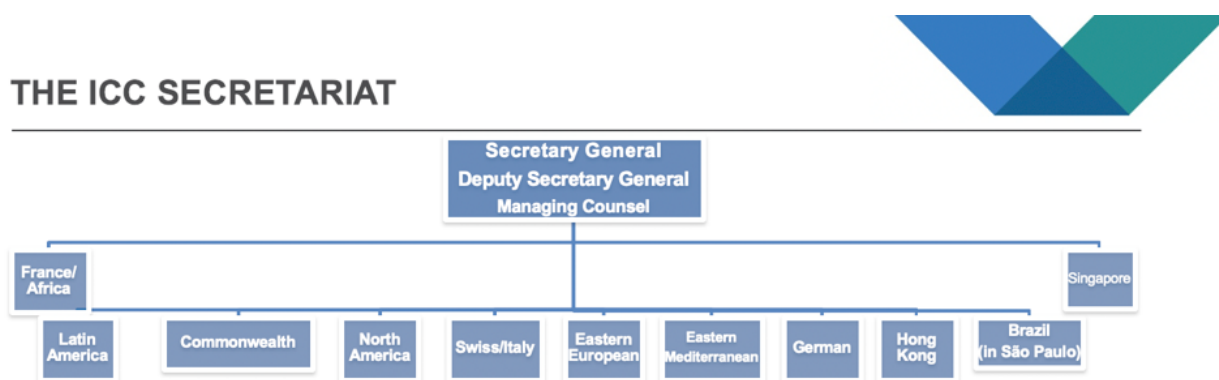 THE ICC SECRETARIAT
Secretary General
Deputy Secretary General
Managing Counsel
France/
Africa
Singapore
Latin
America
Commonwealth
North
America
Swiss/Italy
Eastern
European
Eastern
Mediterranean
German
Hong
Kong
Brazil
(in São Paulo)